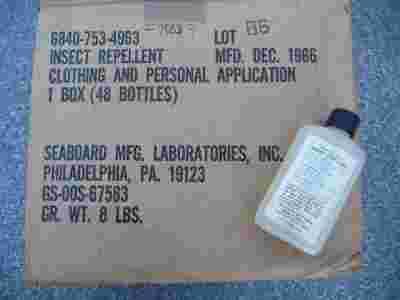 6840-753-4963 LOT 65
INSECT REPELLENT MFD. DEC. 1966
CLOTHING AND PERSONAL APPLICATION
1 BOX (48 BOTTLES)
SEABOARD MFG. LABORATORIES, INC.
PHILADELPHIA, PA. 19123
GS-00S-67563
GR. WT. 8 LBS.